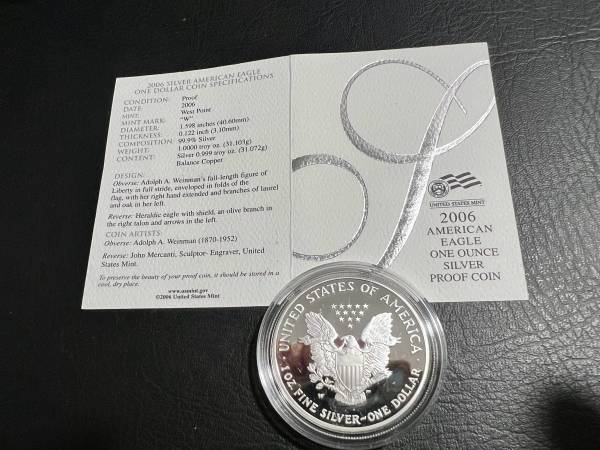 2006 SILVER AMERICAN EAGLE
ONE DOLLAR COIN SPECIFICATIONS
CONDITION: Proof
DATE: 2006
MINT: West Point
MINT MARK: "W"
DIAMETER: 1.598 inches (40.60mm)
THICKNESS: 0.122 inch (3.10mm)
COMPOSITION: 99.9% Silver
WEIGHT: 1.0000 troy oz. (31.103g)
CONTENT: Silver 0.999 troy oz. (31.072g)
Balance Copper
DESIGN:
Obverse: Adolph A. Weinman's full-length figure of
Liberty in full stride, enveloped in folds of the
flag, with her right hand extended and branches of laurel
and oak in her left.
Reverse: Heraldic eagle with shield, an olive branch in
the right talon and arrows in the left.
COIN ARTISTS:
Obverse: Adolph A. Weinman (1870-1952)
Reverse: John Mercanti, Sculptor- Engraver, United
States Mint.
To preserve the beauty of your proof coin, it should be stored in a
cool, dry place.
www.usmint.gov
©2006 United States Mint
UNITED STATES MINT
2006
AMERICAN
EAGLE
ONE OUNCE
SILVER
PROOF COIN
UNITED STATES OF AMERICA
1 OZ. FINE SILVER~ONE DOLLAR